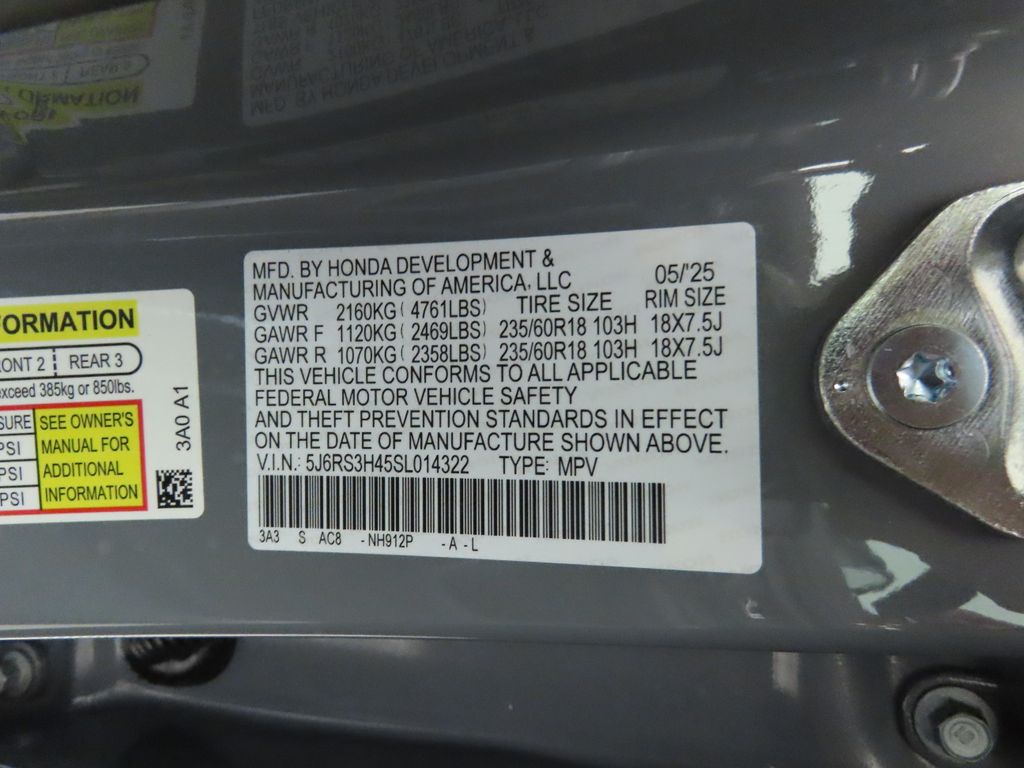 MFD. BY HONDA DEVELOPMENT &
MANUFACTURING OF AMERICA, LLC 05/'25
GVWR 2160KG ( 4761LBS) TIRE SIZE RIM SIZE
GAWR F 1120KG ( 2469LBS) 235/60R18 103H 18X7.5J
GAWR R 1070KG ( 2358LBS) 235/60R18 103H 18X7.5J
THIS VEHICLE CONFORMS TO ALL APPLICABLE
FEDERAL MOTOR VEHICLE SAFETY
AND THEFT PREVENTION STANDARDS IN EFFECT
ON THE DATE OF MANUFACTURE SHOWN ABOVE.
V.I.N.: 5J6RS3H45SL014322 TYPE: MPV
3A3 S AC8 -NH912P -A -L
FORMATION
RONT 2 REAR 3
exceed 385kg or 850lbs.
SURE SEE OWNER'S
PSI MANUAL FOR
PSI ADDITIONAL
PSI INFORMATION
3A0 A1